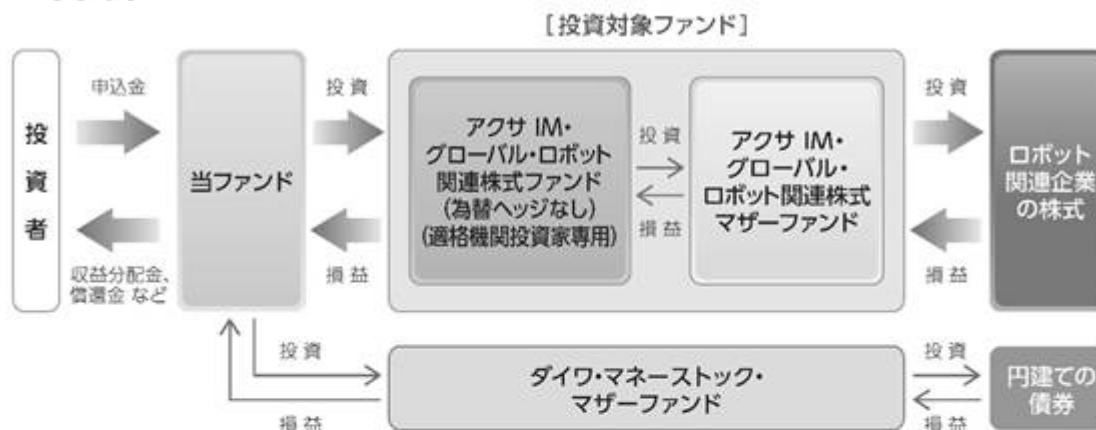 [投資対象ファンド]
投資者
申込金
収益分配金、
償還金 など
当ファンド
投資
損益
アクサ IM・
グローバル・ロボット
関連株式ファンド
(為替ヘッジなし)
(適格機関投資家専用)
投資
損益
アクサ IM・
グローバル・
ロボット関連株式
マザーファンド
投資
損益
ロボット
関連企業
の株式
投資
損益
ダイワ・マネーストック・
マザーファンド
投資
損益
円建ての
債券